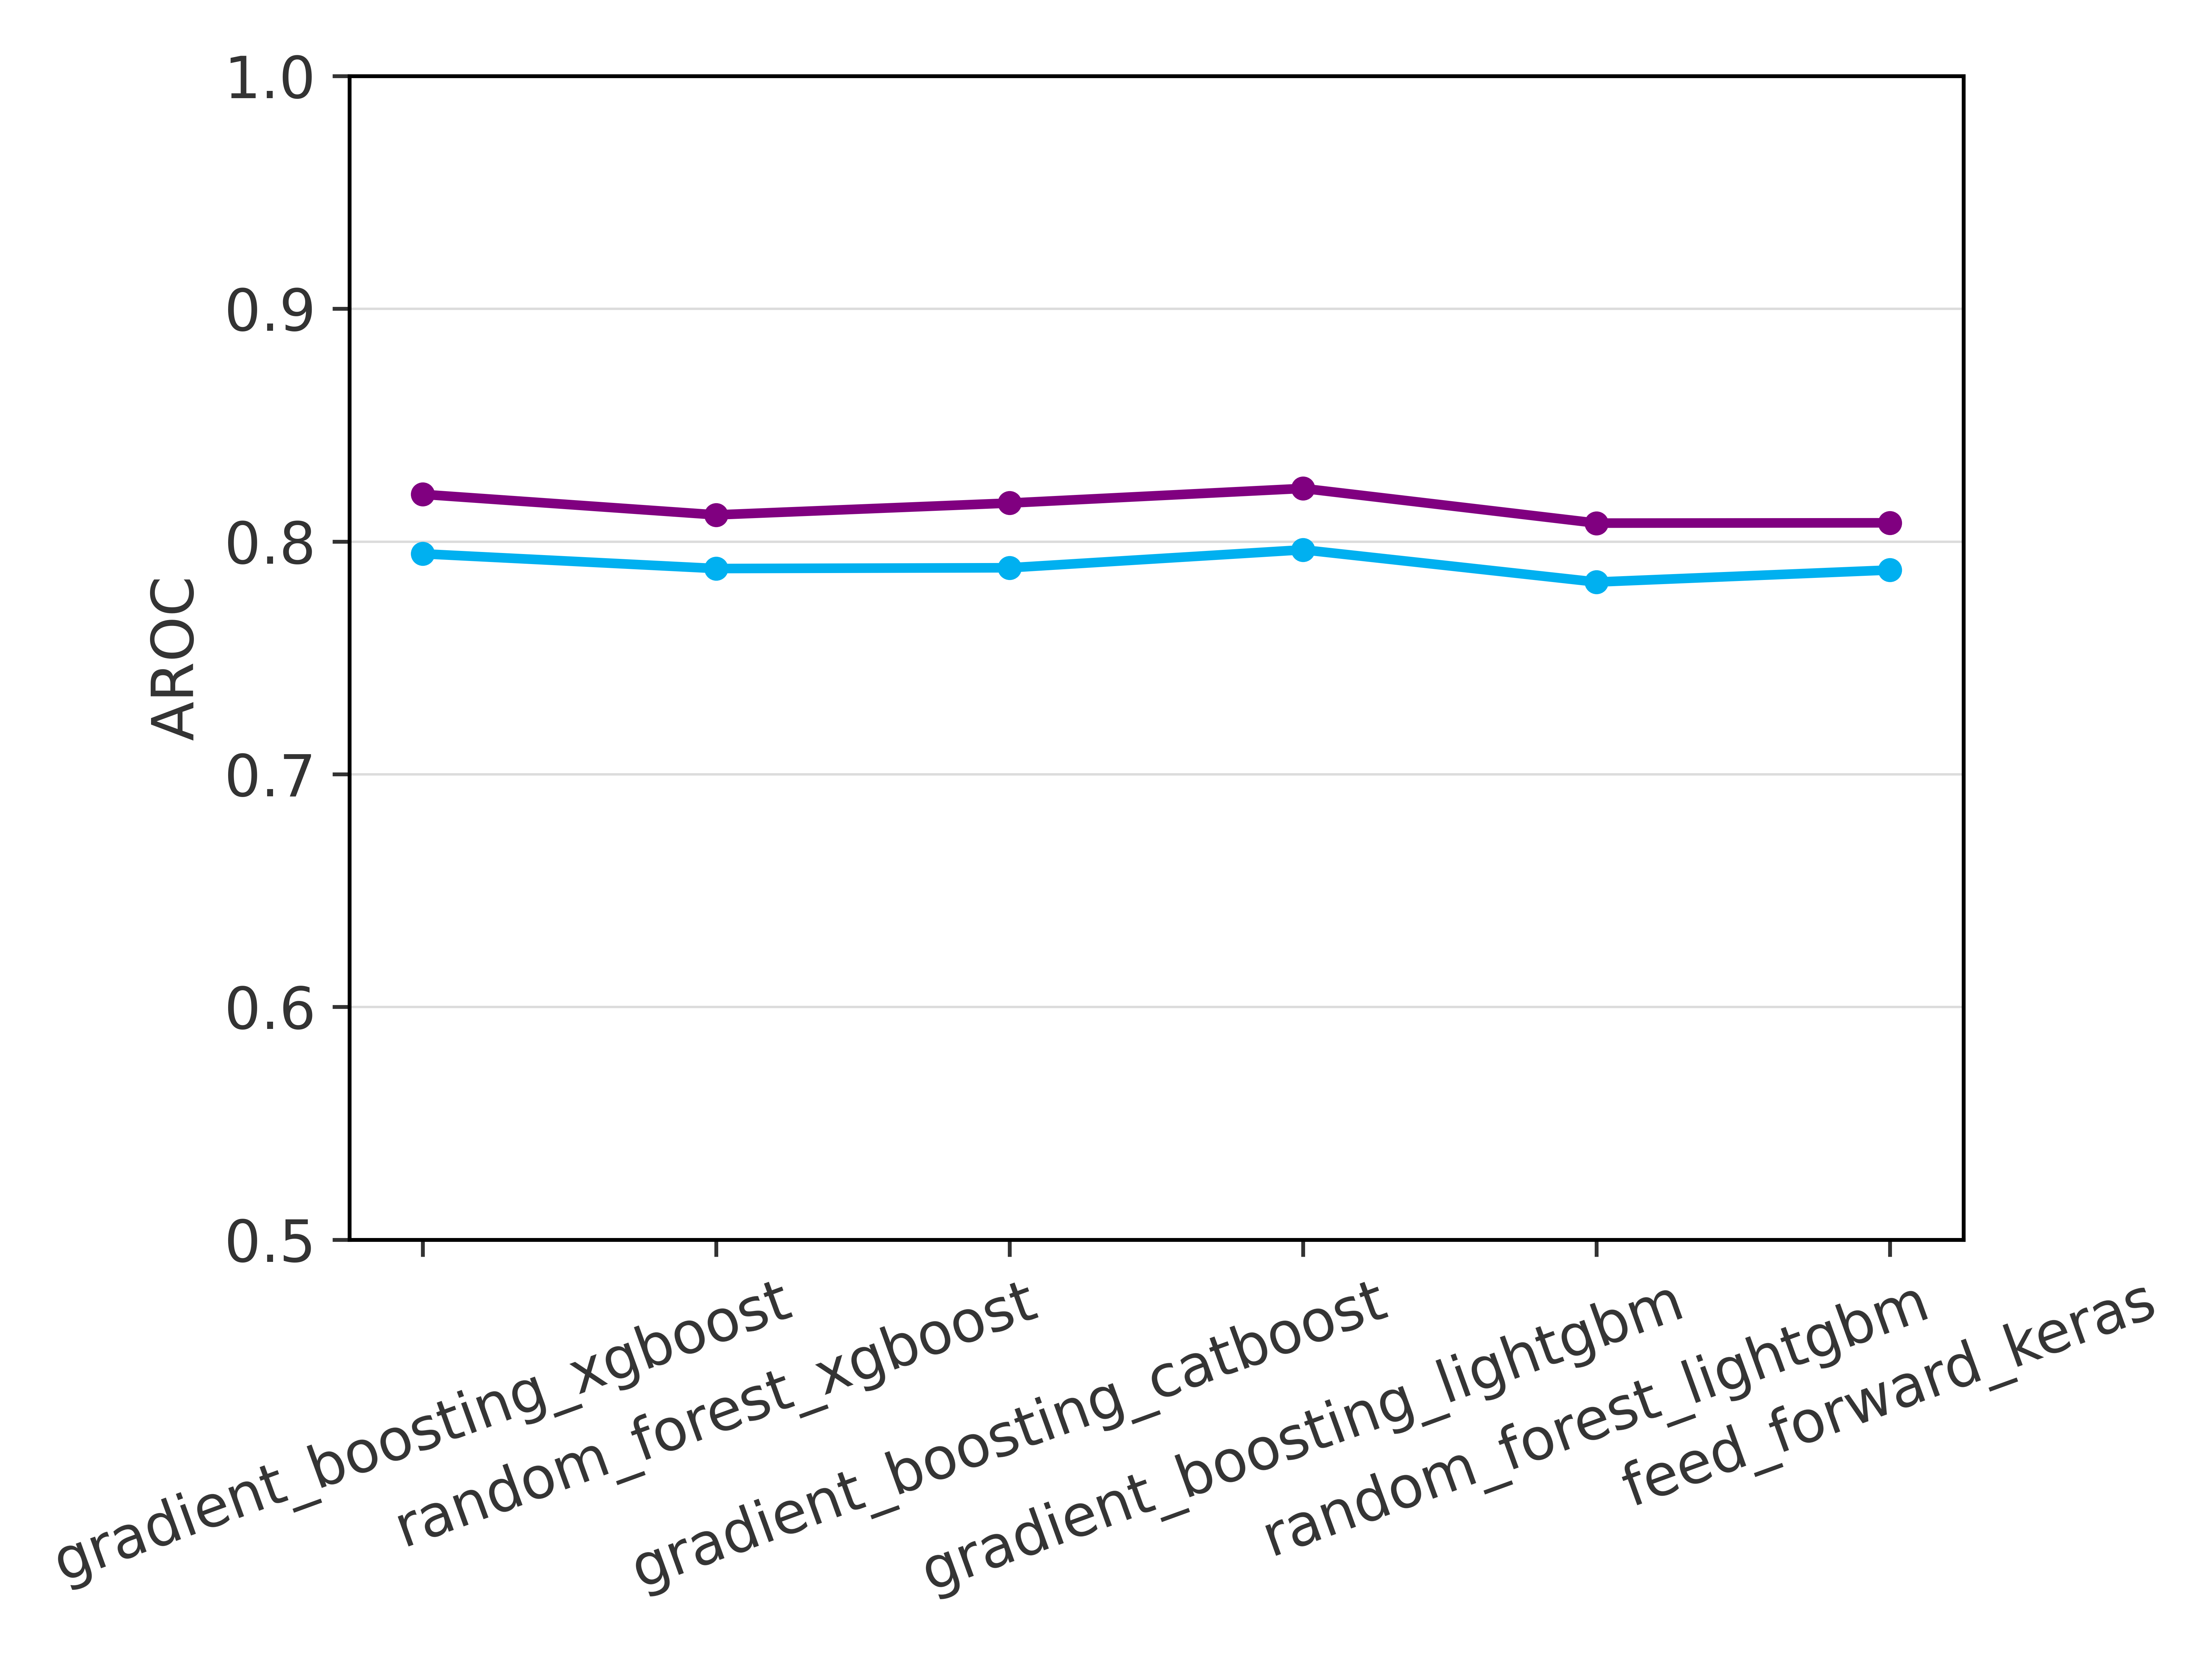 1.0
0.9
0.8
0.7
0.6
0.5
AROC
gradient_boosting_xgboost
random_forest_xgboost
gradient_boosting_catboost
gradient_boosting_lightgbm
random_forest_lightgbm
feed_forward_keras